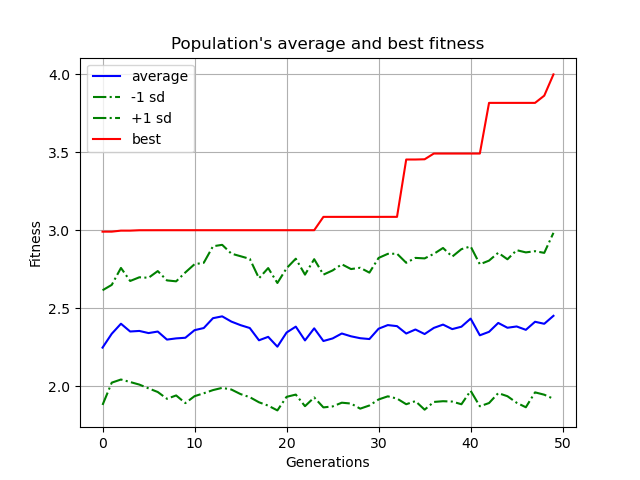 Population's average and best fitness
average
-1 sd
+1 sd
best
4.0
3.5
3.0
2.5
2.0
Fitness
0 10 20 30 40 50
Generations